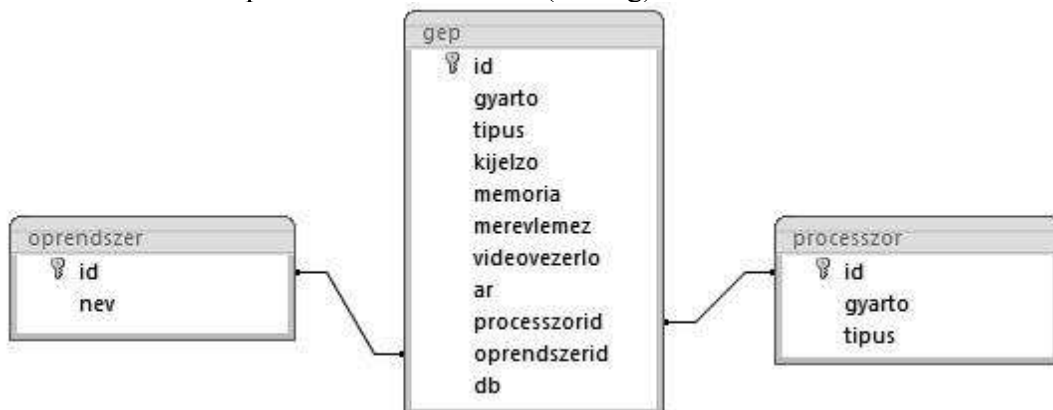 gep
id
gyarto
tipus
kijelzo
memoria
merevlemez
videovezerlo
ar
processzorid
oprendszerid
db
oprendszer
id
nev
processzor
id
gyarto
tipus